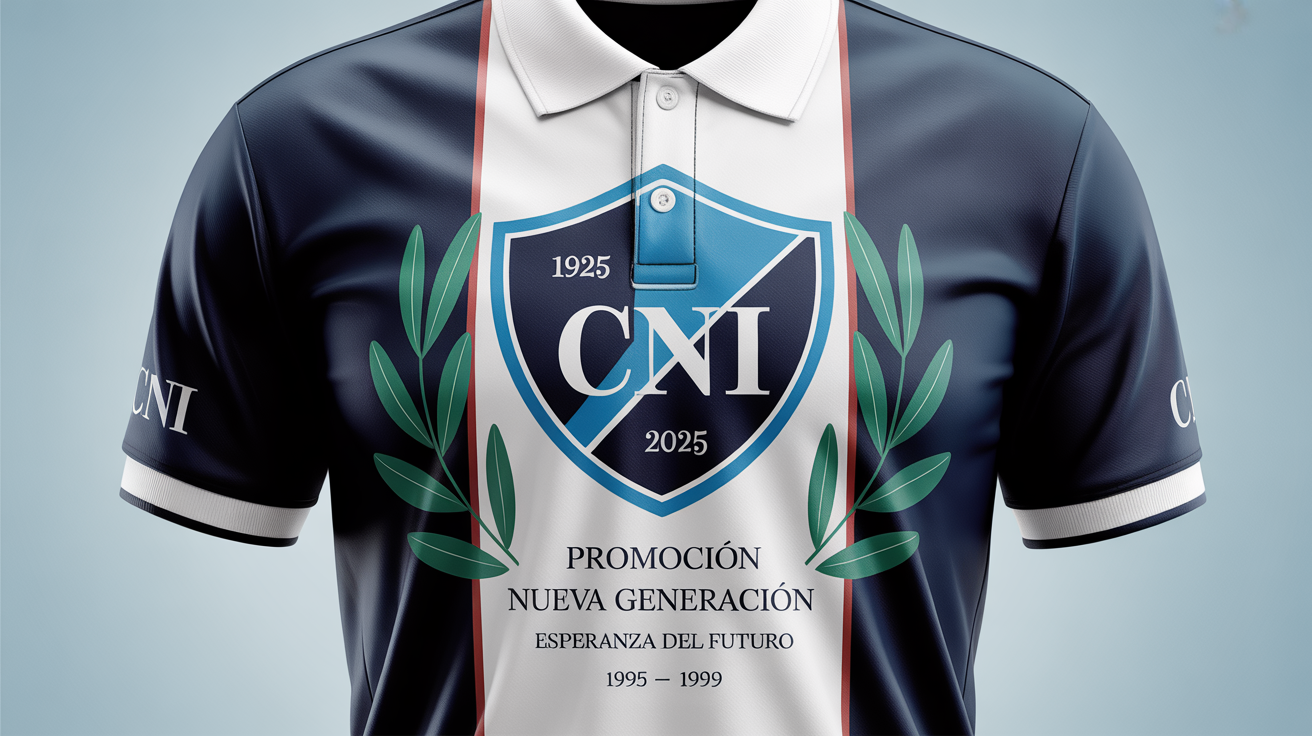 1925
CNI
2025
CNI
PROMOCIÓN
NUEVA GENERACIÓN
ESPERANZA DEL FUTURO
1995 – 1999